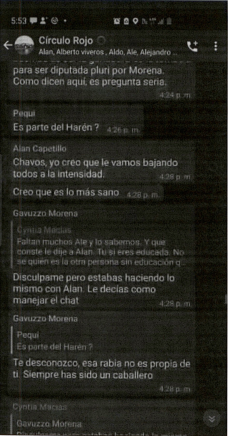 5:53
Círculo Rojo
Alan, Alberto viveros, Aldo, Ale, Alejandro ...
para ser diputada pluri por Morena.
Como dicen aquí, es pregunta seria.
4:24 p. m.
Pequi
Es parte del Harén ? 4:26 p. m.
Alan Capetillo
Chavos, yo creo que le vamos bajando
todos a la intensidad. 4:28 p. m.
Creo que es lo más sano 4:28 p. m.
Gavuzzo Morena
Cyntia Macias
Faltan muchos Ale y lo sabemos. Y que
conste le dije a Alan. Tu si eres educada. No
se quien es la otra persona sin educación q...
Disculpame pero estabas haciendo lo
mismo con Alan. Le decías como
manejar el chat 4:28 p. m.
Gavuzzo Morena
Pequi
Es parte del Harén ?
Te desconozco, esa rabia no es propia de
ti. Siempre has sido un caballero
4:28 p. m.
Cyntia Macias
Gavuzzo Morena